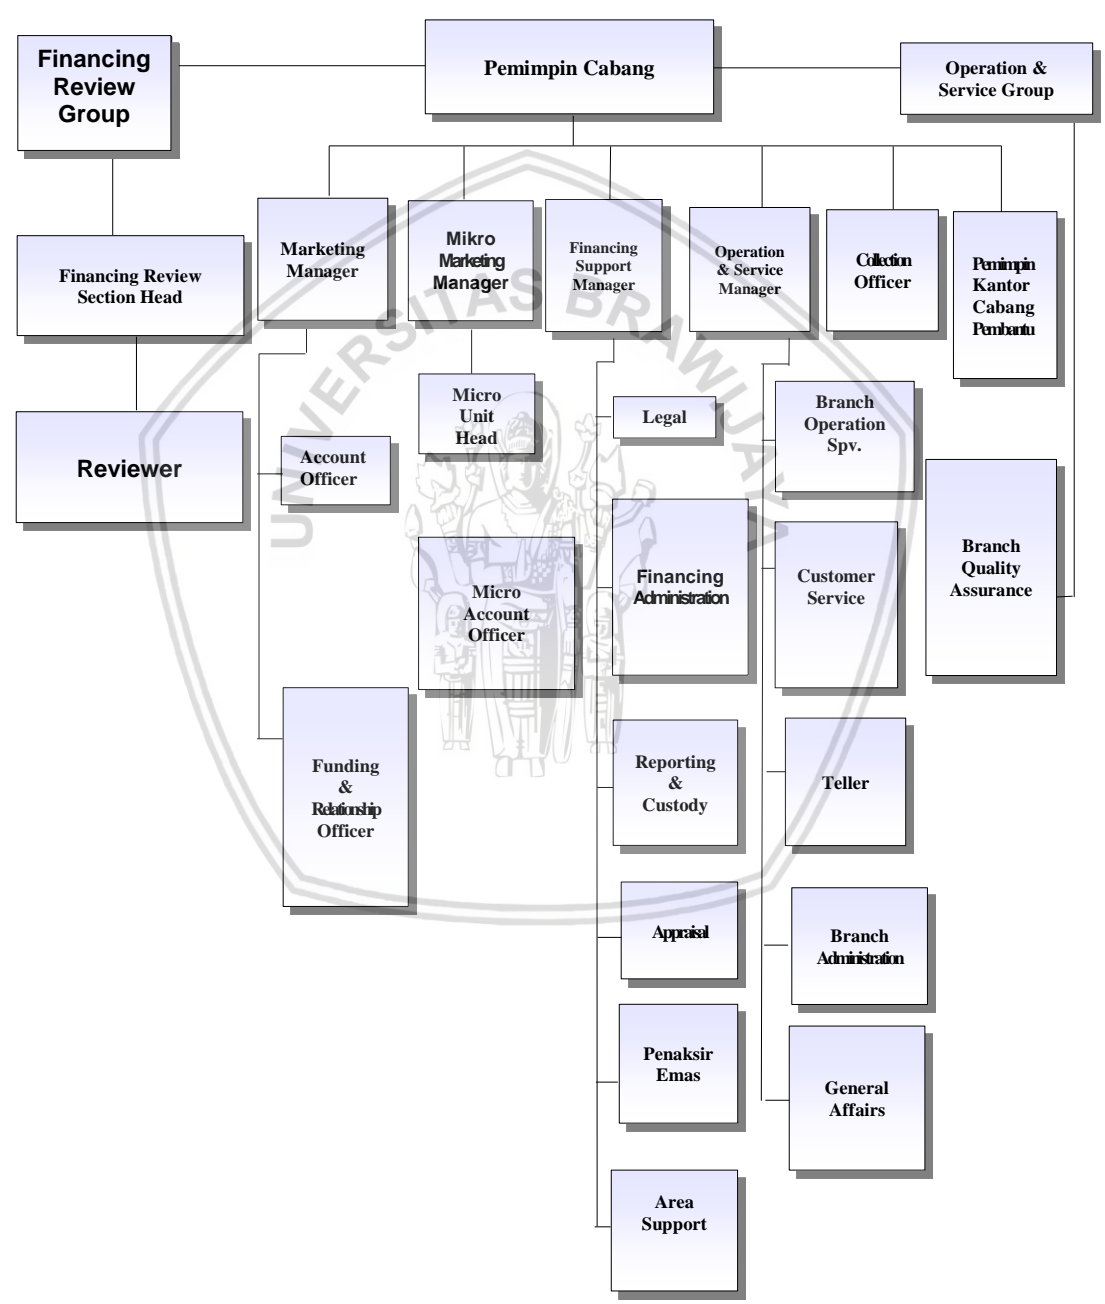 Financing
Review
Group
Pemimpin Cabang
Operation &
Service Group
Financing Review
Section Head
Marketing
Manager
Mikro
Marketing
Manager
Financing
Support
Manager
Operation
& Service
Manager
Collection
Officer
Pemimpin
Kantor
Cabang
Pembantu
Reviewer
Account
Officer
Micro
Unit
Head
Legal
Branch
Operation
Spv.
Micro
Account
Officer
Financing
Administration
Customer
Service
Branch
Quality
Assurance
Funding
&
Relationship
Officer
Reporting
&
Custody
Teller
Appraisal
Branch
Administration
Penaksir
Emas
General
Affairs
Area
Support
UNIVERSITAS BRAWIJAYA